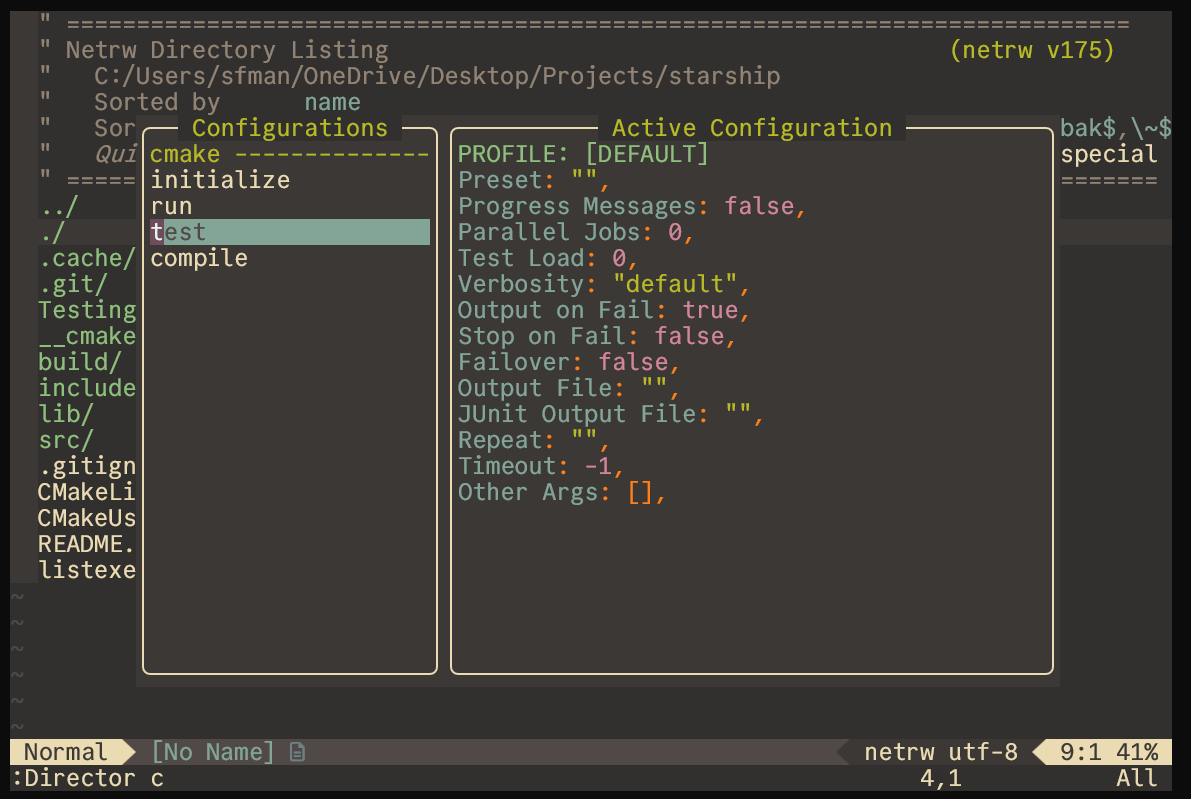 " ============================================================================
" Netrw Directory Listing                                        (netrw v175)
"   C:/Users/sfman/OneDrive/Desktop/Projects/starship
"   Sorted by      name
"   Sor
bak$,\~$
"   Qui
special
" =====
=======
../
./
.cache/
.git/
Testing
__cmake
build/
include
lib/
src/
.gitign
CMakeLi
CMakeUs
README.
listexe
~
~
~
~
~
~
Configurations
cmake --------------
initialize
run
test
compile
Active Configuration
PROFILE: [DEFAULT]
Preset: "",
Progress Messages: false,
Parallel Jobs: 0,
Test Load: 0,
Verbosity: "default",
Output on Fail: true,
Stop on Fail: false,
Failover: false,
Output File: "",
JUnit Output File: "",
Repeat: "",
Timeout: -1,
Other Args: [],
Normal [No Name] netrw utf-8 9:1 41%
:Director c 4,1 All